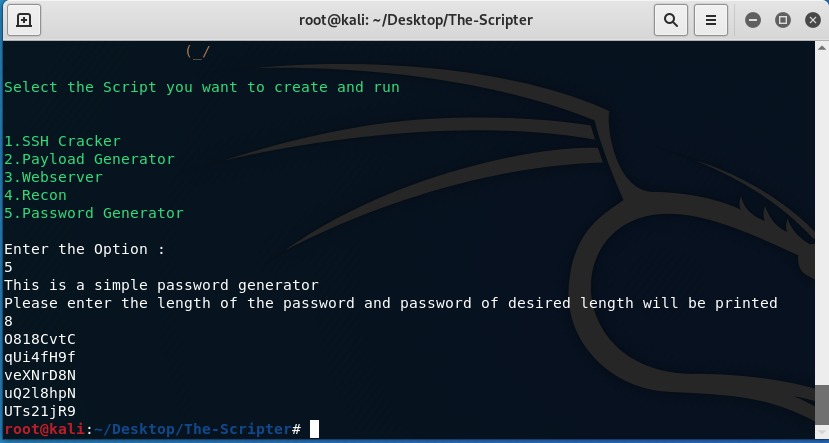 root@kali: ~/Desktop/The-Scripter
(_/
Select the Script you want to create and run
1.SSH Cracker
2.Payload Generator
3.Webserver
4.Recon
5.Password Generator
Enter the Option :
5
This is a simple password generator
Please enter the length of the password and password of desired length will be printed
8
O818CvtC
qUi4fH9f
veXNrD8N
uQ2l8hpN
UTs21jR9
root@kali:~/Desktop/The-Scripter#